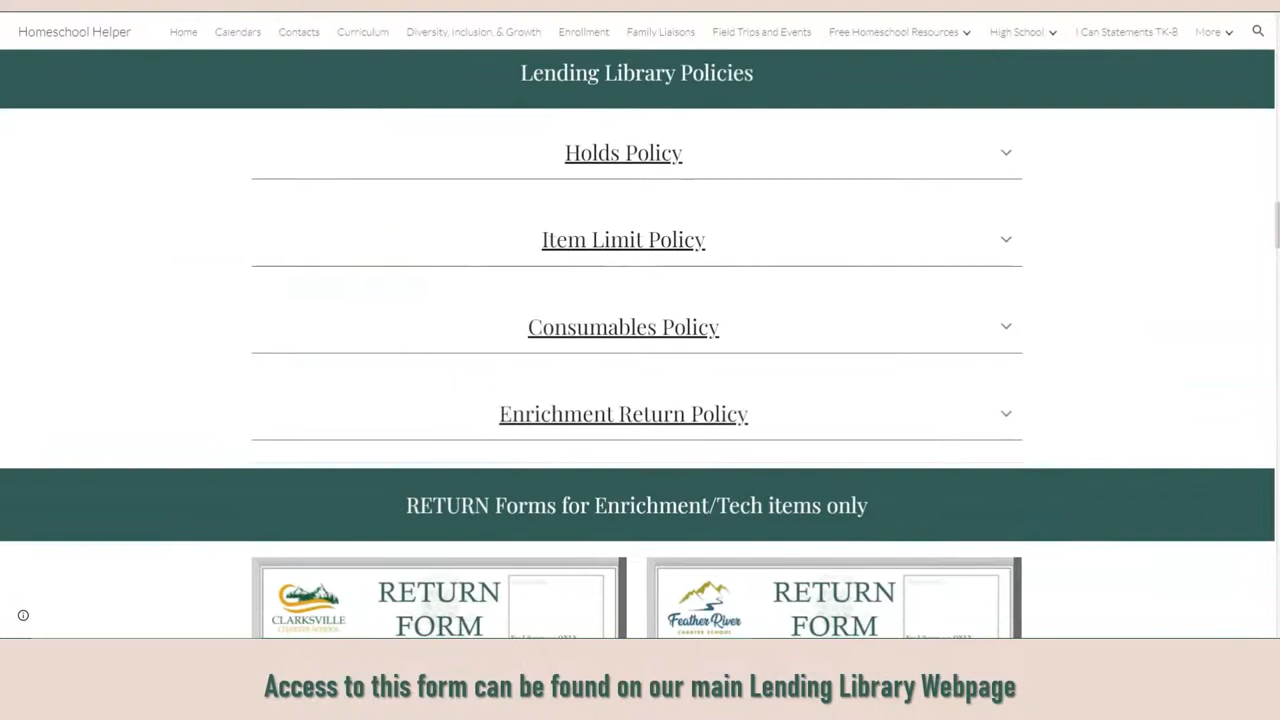 Homeschool Helper Home Calendars Contacts Curriculum Diversity, Inclusion, & Growth Enrollment Family Liaisons Field Trips and Events Free Homeschool Resources High School I Can Statements TK-8 More
Lending Library Policies
Holds Policy
Item Limit Policy
Consumables Policy
Enrichment Return Policy
RETURN Forms for Enrichment/Tech items only
CLARKSVILLE
CHARTER SCHOOL
RETURN
FORM
Feather River
CHARTER SCHOOL
RETURN
FORM
Access to this form can be found on our main Lending Library Webpage